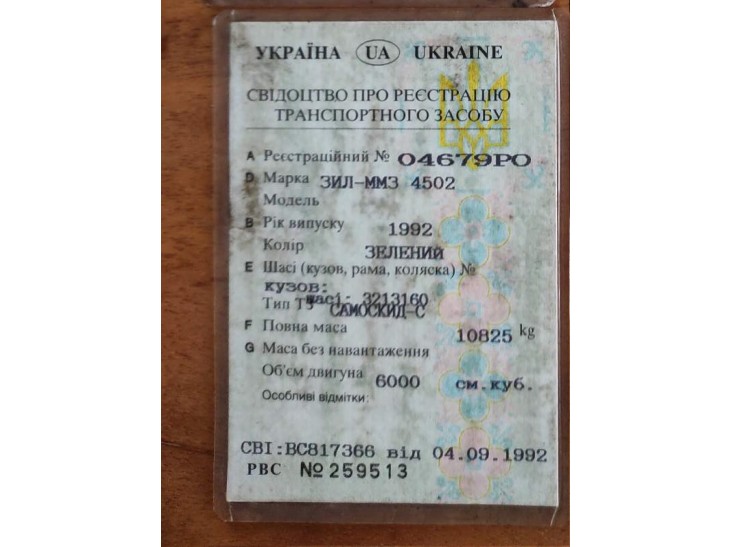 УКРАЇНА UA UKRAINE
СВІДОЦТВО ПРО РЕЄСТРАЦІЮ
ТРАНСПОРТНОГО ЗАСОБУ
A Реєстраційний № 04679РО
D Марка ЗИЛ-ММЗ 4502
Модель
B Рік випуску 1992
Колір ЗЕЛЕНИЙ
E Шасі (кузов, рама, коляска) №
кузов:
шасі: 3213160
Тип ТЗ САМОСКИД-С
F Повна маса 10825 kg
G Маса без навантаження
Об'єм двигуна 6000 см.куб.
Особливі відмітки:
СВІ:ВС817366 від 04.09.1992
РВС №259513